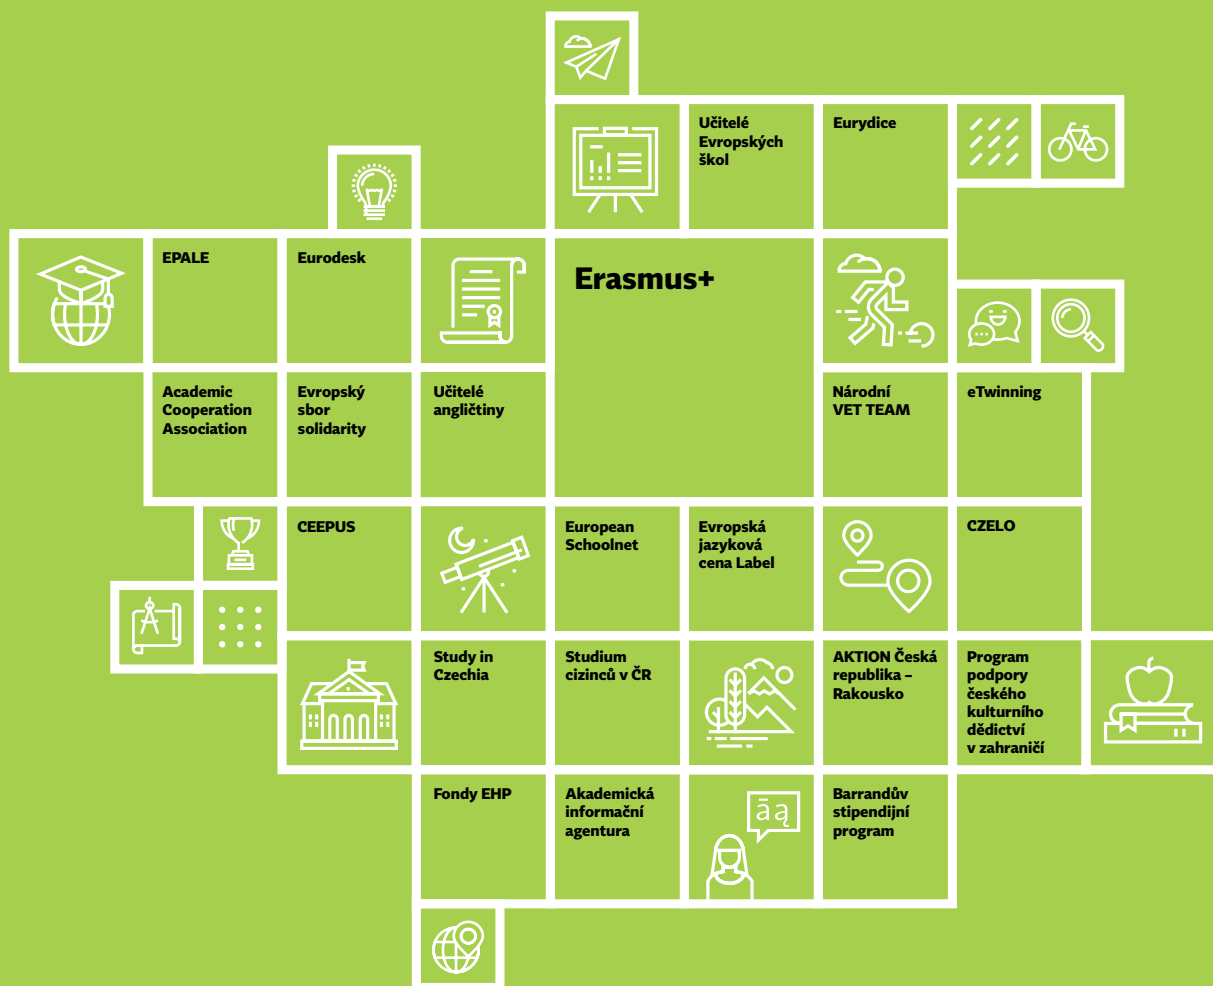 Učitelé
Evropských
škol
Eurydice
EPALE
Eurodesk
Erasmus+
Academic
Cooperation
Association
Evropský
sbor
solidarity
Učitelé
angličtiny
Národní
VET TEAM
eTwinning
CEEPUS
European
Schoolnet
Evropská
jazyková
cena Label
CZELO
Study in
Czechia
Studium
cizinců v ČR
AKTION Česká
republika –
Rakousko
Program
podpory
českého
kulturního
dědictví
v zahraničí
Fondy EHP
Akademická
informační
agentura
āą
Barrandův
stipendijní
program